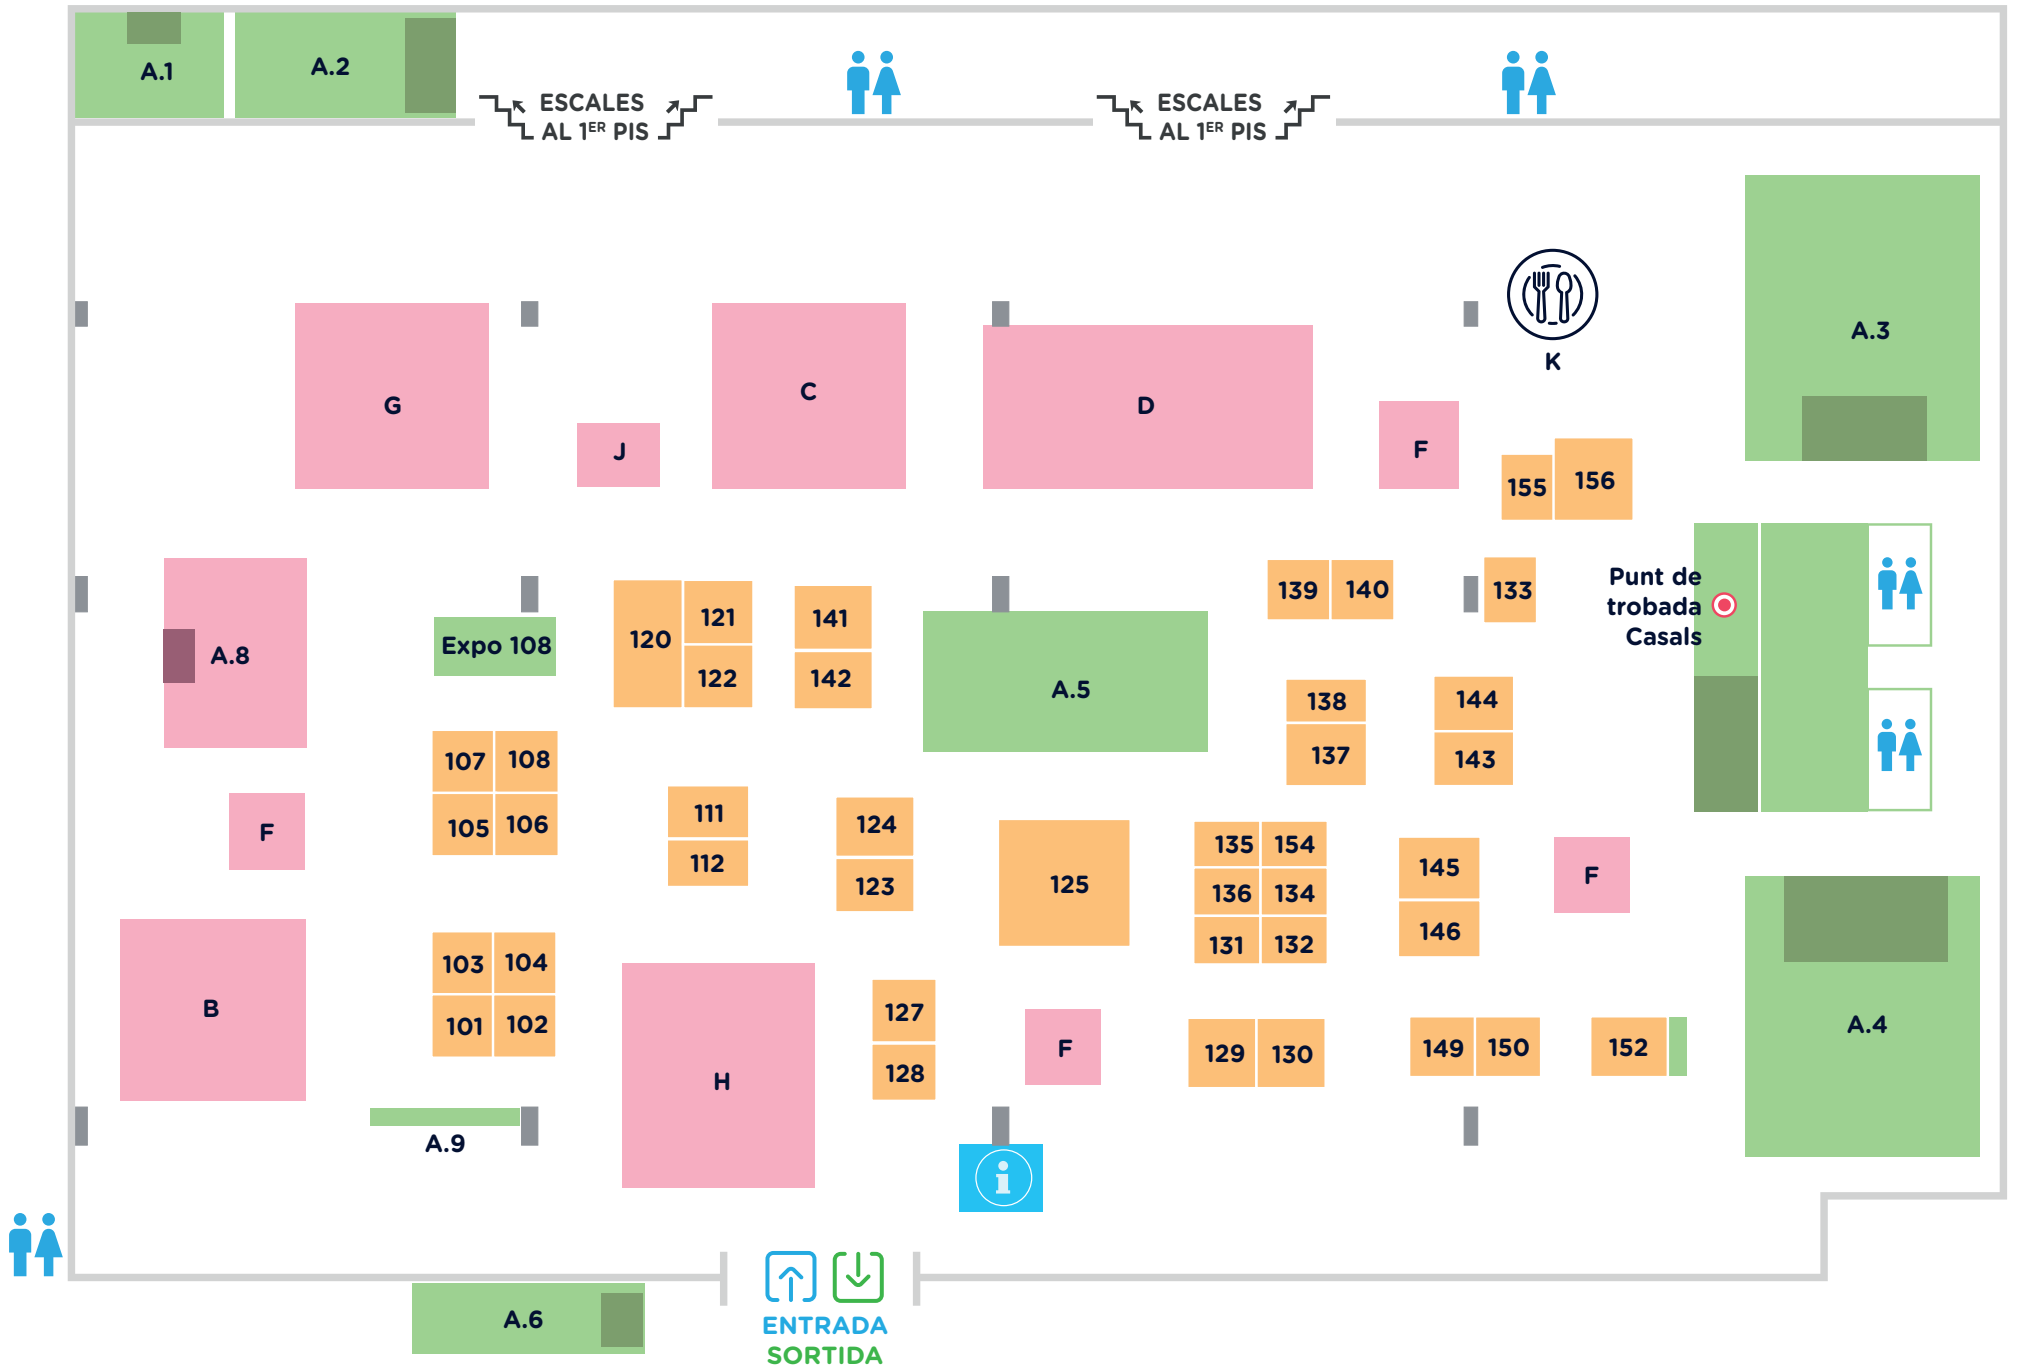 A.1
A.2
ESCALES
AL 1ER PIS
ESCALES
AL 1ER PIS
A.3
K
G
C
D
J
F
155
156
Punt de
trobada
Casals
139
140
133
121
141
120
122
142
Expo 108
A.8
A.5
138
144
137
143
107
108
105
106
111
112
124
123
F
125
135
154
136
134
131
132
145
146
F
103
104
101
102
B
H
127
128
F
129
130
149
150
152
A.4
A.9
i
A.6
ENTRADA
SORTIDA